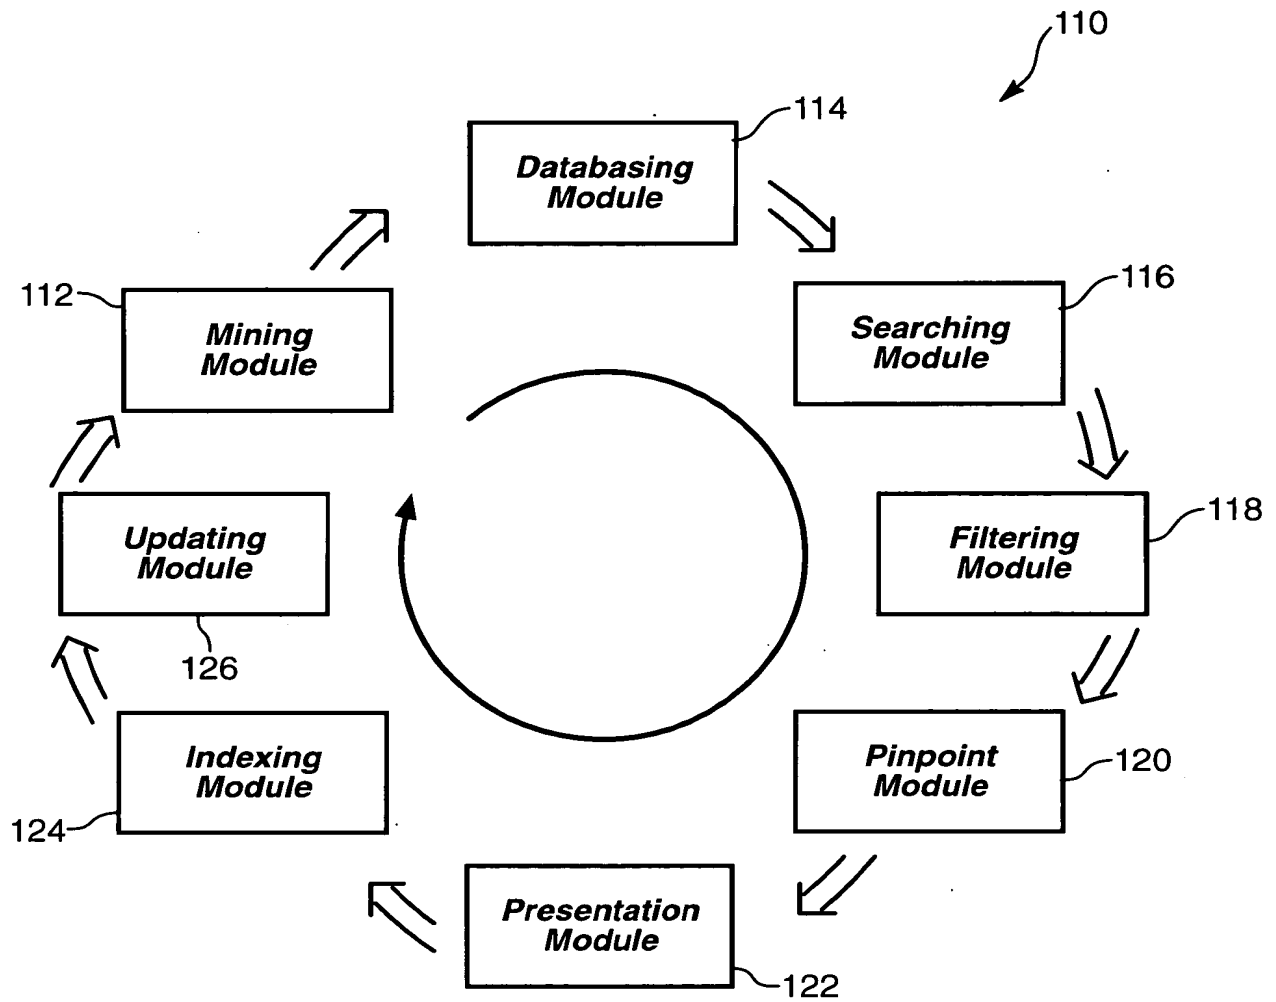 110
114
Databasing
Module
112
116
Mining
Module
Searching
Module
118
Updating
Module
Filtering
Module
126
Indexing
Module
Pinpoint
Module
120
124
Presentation
Module
122